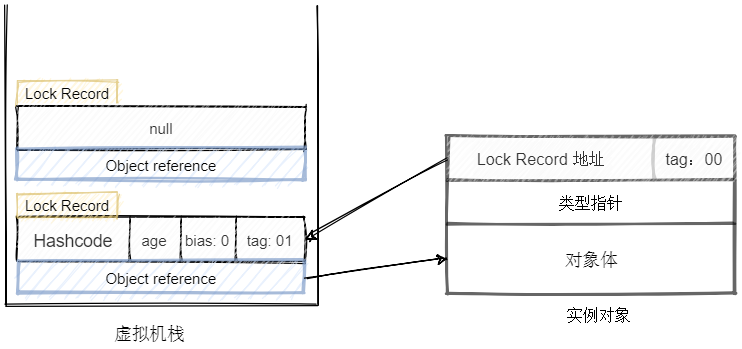 Lock Record
null
Object reference
Lock Record
Hashcode age bias: 0 tag: 01
Object reference
虚拟机栈
Lock Record 地址 tag：00
类型指针
对象体
实例对象